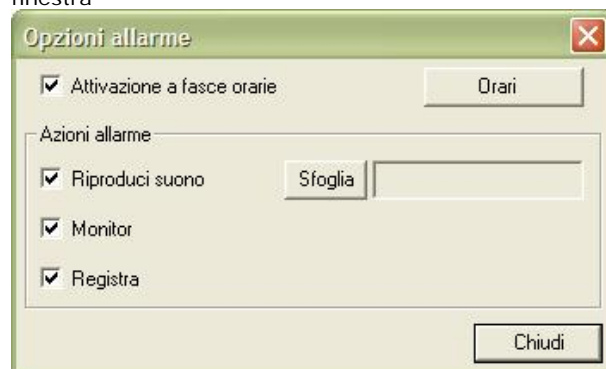 finestra
Opzioni allarme
Attivazione a fasce orarie Orari
Azioni allarme
Riproduci suono Sfoglia
Monitor
Registra
Chiudi